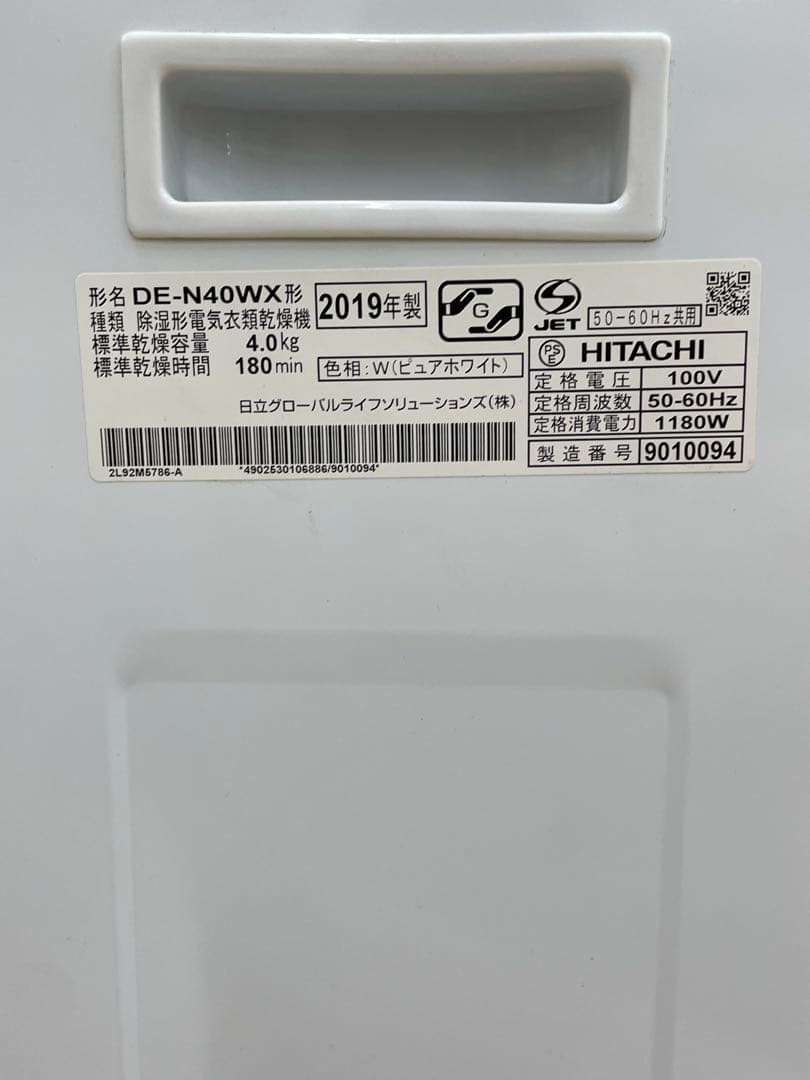 形名 DE-N40WX形
2019年製
種類 除湿形電気衣類乾燥機
標準乾燥容量 4.0kg
標準乾燥時間 180min
色相:W(ピュアホワイト)
日立グローバルライフソリューションズ(株)
2L92M5786-A
*4902530106886/9010094*
G
JET
50-60Hz共用
PS
E
HITACHI
定格電圧 100V
定格周波数 50-60Hz
定格消費電力 1180W
製造番号 9010094